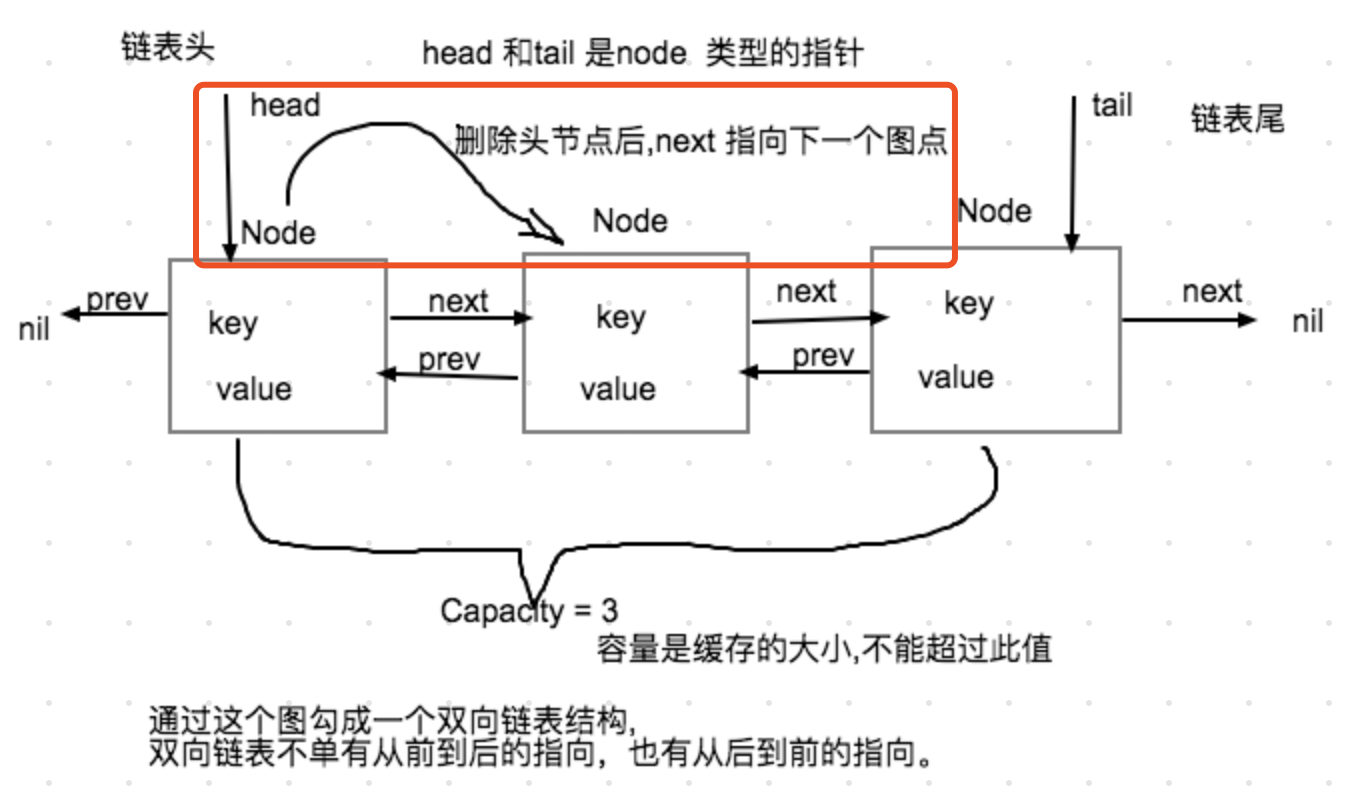 链表头
head 和tail 是node 类型的指针
head
tail
链表尾
删除头节点后,next 指向下一个图点
Node
Node
Node
prev
nil
key
value
next
prev
key
value
next
prev
key
value
next
nil
Capacity = 3
容量是缓存的大小,不能超过此值
通过这个图勾成一个双向链表结构,
双向链表不单有从前到后的指向，也有从后到前的指向。